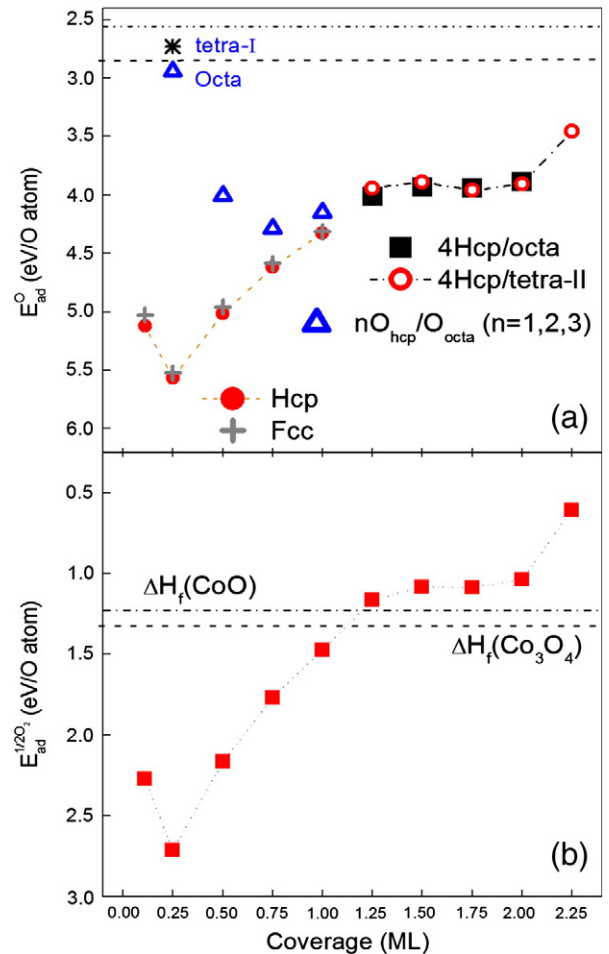 (a)
2.5
3.0
3.5
4.0
4.5
5.0
5.5
6.0
E_ad^O (eV/O atom)
tetra-I
Octa
4Hcp/octa
4Hcp/tetra-II
nO_hcp/O_octa (n=1,2,3)
Hcp
Fcc
(b)
0.5
1.0
1.5
2.0
2.5
3.0
E_ad^1/2O_2 (eV/O atom)
ΔH_f(CoO)
ΔH_f(Co_3O_4)
0.00 0.25 0.50 0.75 1.00 1.25 1.50 1.75 2.00 2.25
Coverage (ML)